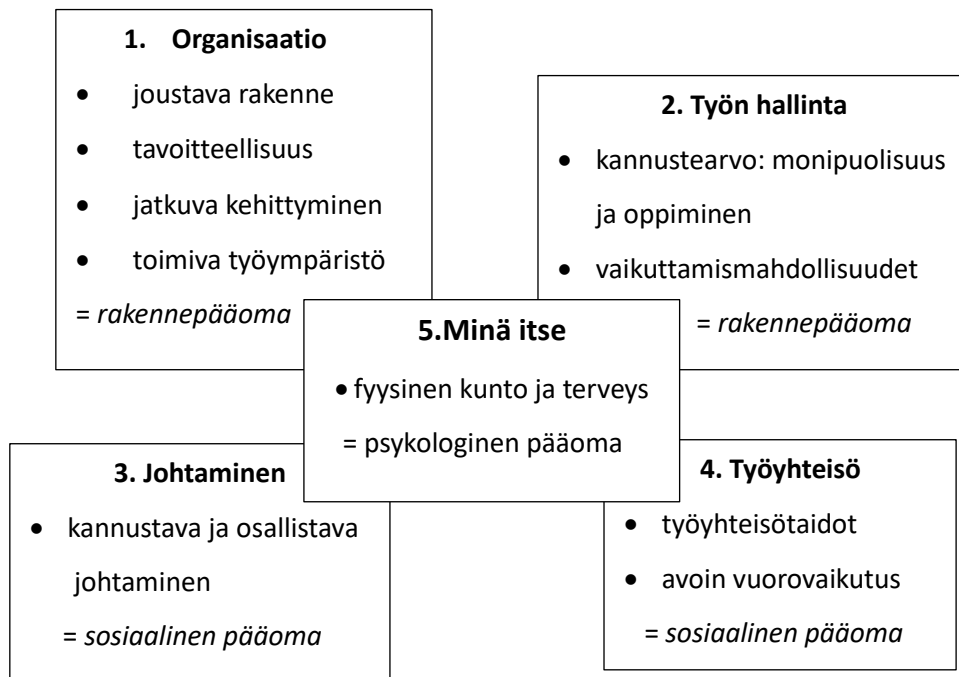 1. Organisaatio
• joustava rakenne
• tavoitteellisuus
• jatkuva kehittyminen
• toimiva työympäristö
= rakennepääoma
2. Työn hallinta
• kannustearvo: monipuolisuus
ja oppiminen
• vaikuttamismahdollisuudet
= rakennepääoma
5.Minä itse
• fyysinen kunto ja terveys
= psykologinen pääoma
3. Johtaminen
• kannustava ja osallistava
johtaminen
= sosiaalinen pääoma
4. Työyhteisö
• työyhteisötaidot
• avoin vuorovaikutus
= sosiaalinen pääoma